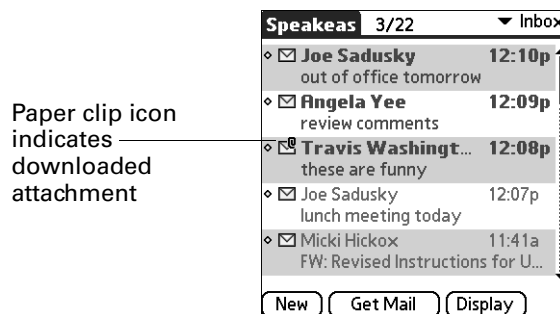 Speakeas 3/22 Inbox
Joe Sadusky 12:10p
out of office tomorrow
Angela Yee 12:09p
review comments
Travis Washingt... 12:08p
these are funny
Joe Sadusky 12:07p
lunch meeting today
Micki Hickox 11:41a
FW: Revised Instructions for U...
New Get Mail Display
Paper clip icon
indicates
downloaded
attachment